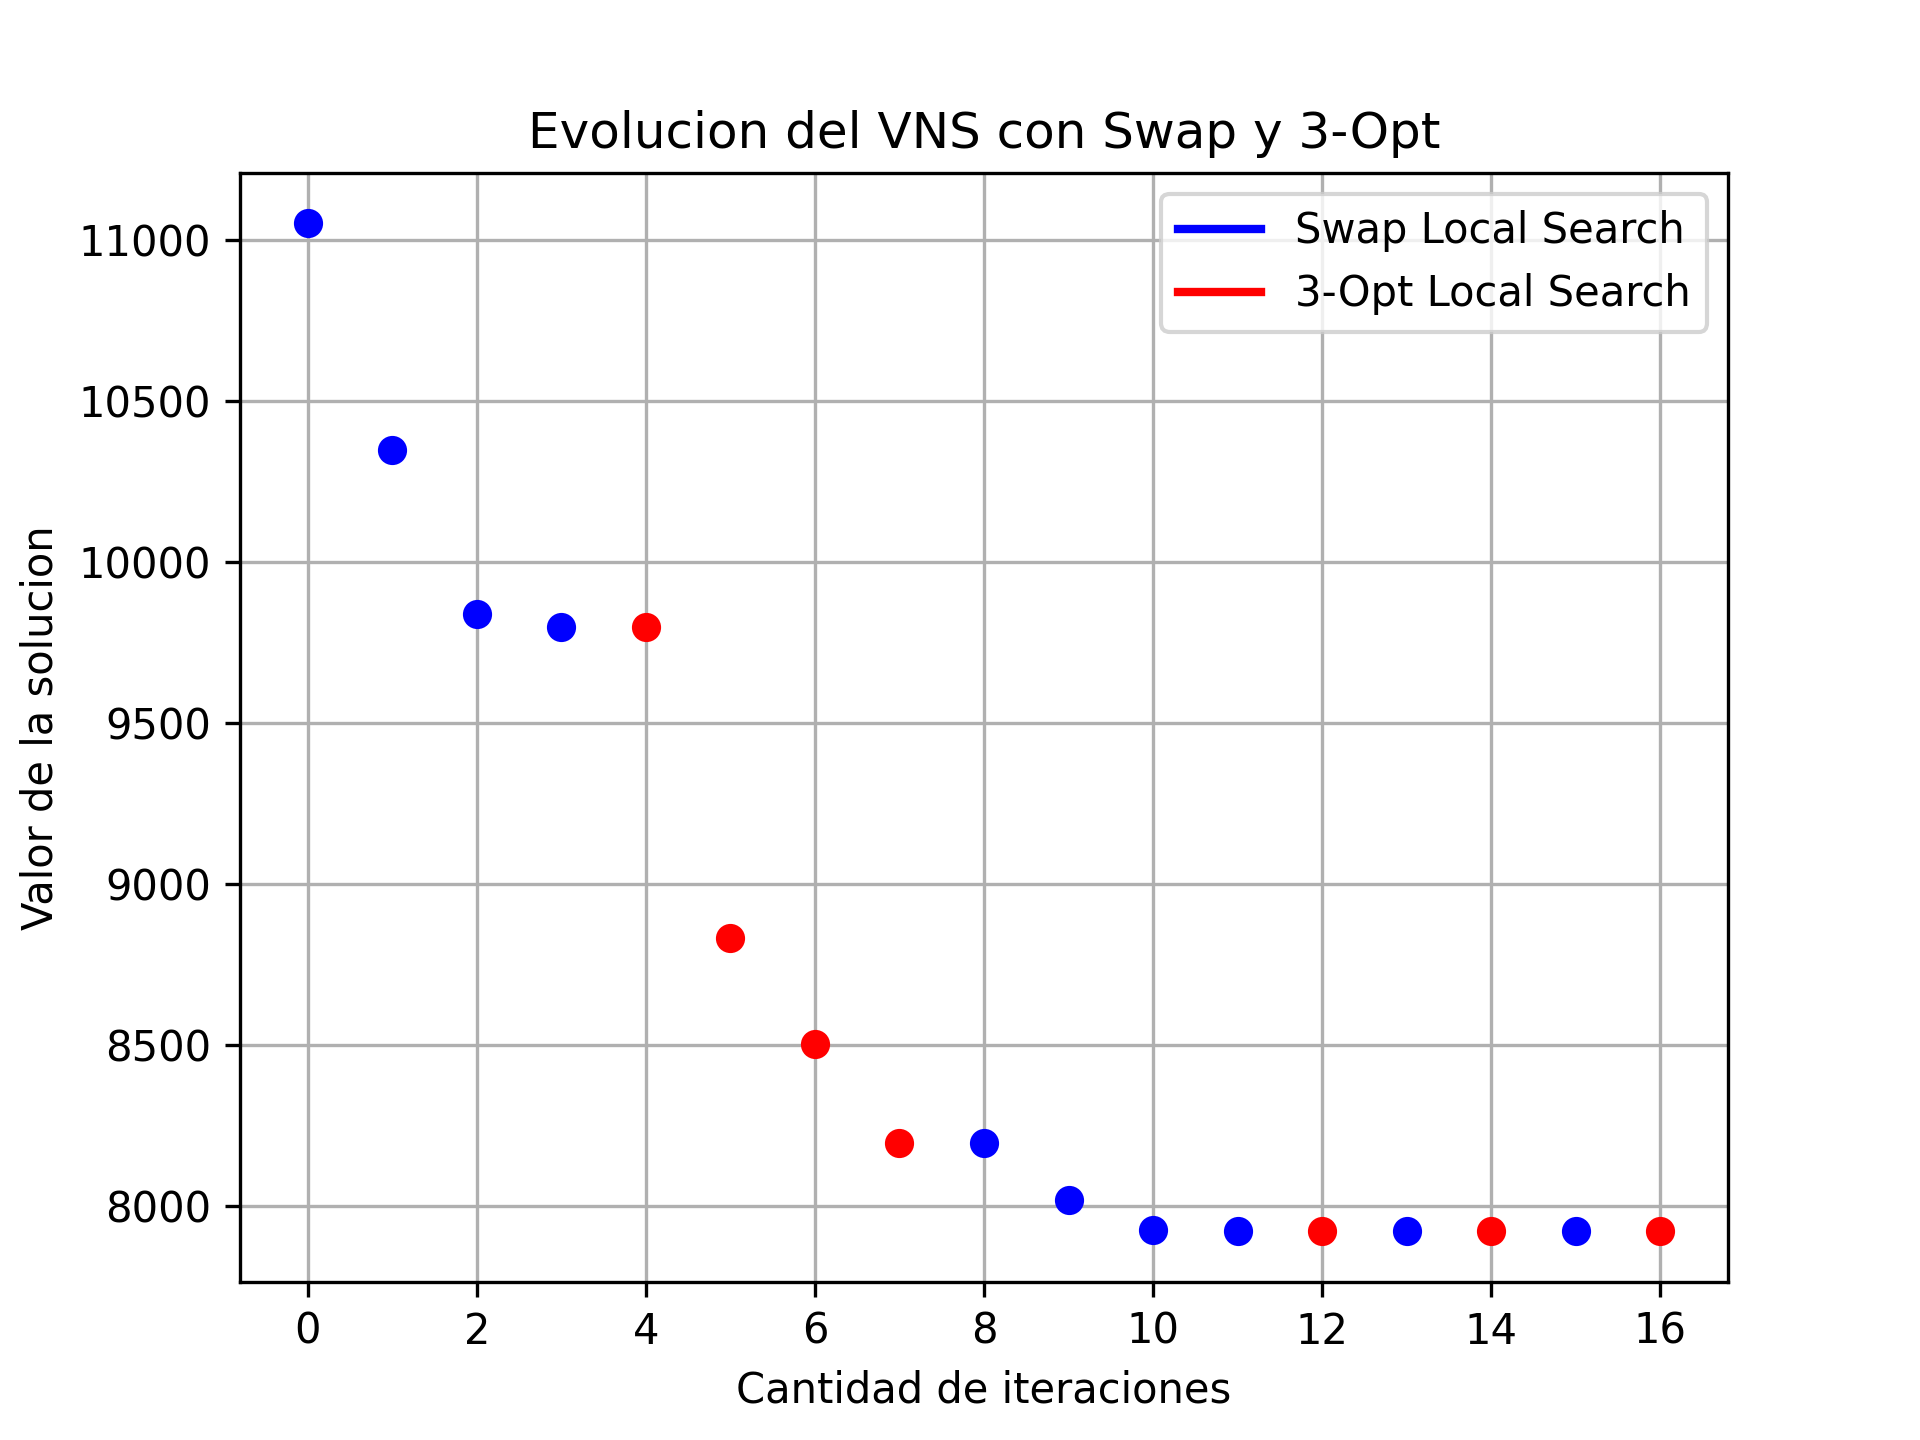 Evolucion del VNS con Swap y 3-Opt
Swap Local Search
3-Opt Local Search
Valor de la solucion
11000
10500
10000
9500
9000
8500
8000
0 2 4 6 8 10 12 14 16
Cantidad de iteraciones